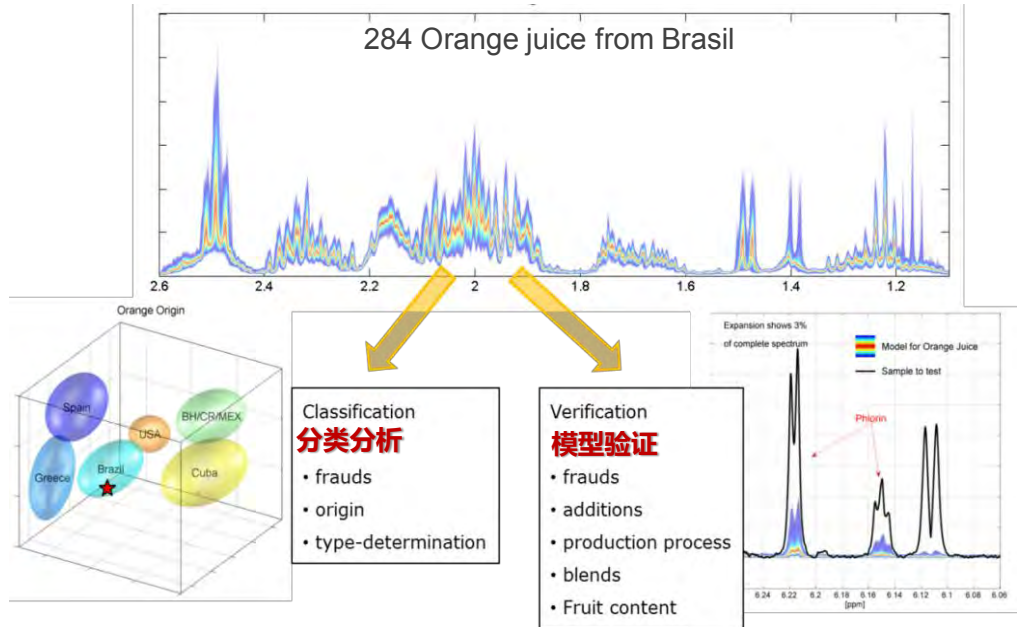 284 Orange juice from Brasil
2.6 2.4 2.2 2 1.8 1.6 1.4 1.2
Orange Origin
Spain
BH/CR/MEX
USA
Greece
Brazil
Cuba
Classification
分类分析
• frauds
• origin
• type-determination
Verification
模型验证
• frauds
• additions
• production process
• blends
• Fruit content
Expansion shows 3%
of complete spectrum
Model for Orange Juice
Sample to test
Phlorin
6.24 6.22 6.2 6.18 6.16 6.14 6.12 6.1 6.08 6.06
[ppm]